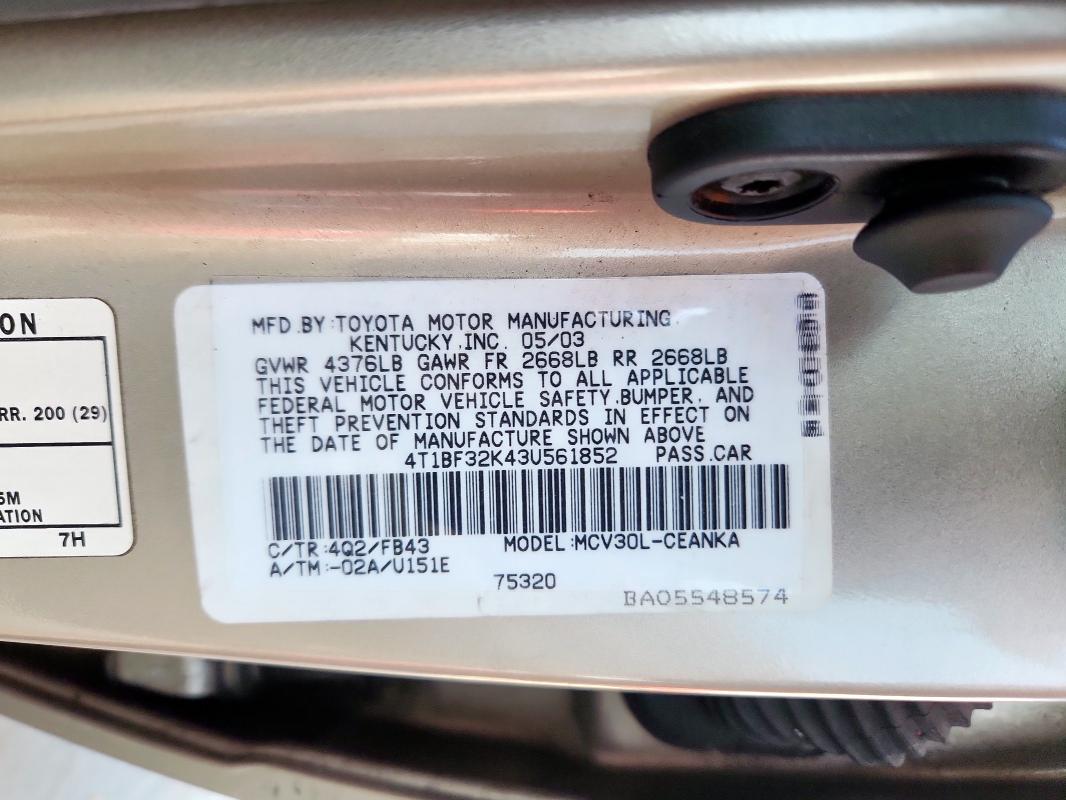 ON
RR. 200 (29)
5M
ATION
7H
MFD.BY:TOYOTA MOTOR MANUFACTURING
KENTUCKY,INC. 05/03
GVWR 4376LB GAWR FR 2668LB RR 2668LB
THIS VEHICLE CONFORMS TO ALL APPLICABLE
FEDERAL MOTOR VEHICLE SAFETY,BUMPER, AND
THEFT PREVENTION STANDARDS IN EFFECT ON
THE DATE OF MANUFACTURE SHOWN ABOVE
4T1BF32K43U561852 PASS.CAR
C/TR:4Q2/FB43 MODEL:MCV30L-CEANKA
A/TM:-02A/U151E
75320
BA05548574